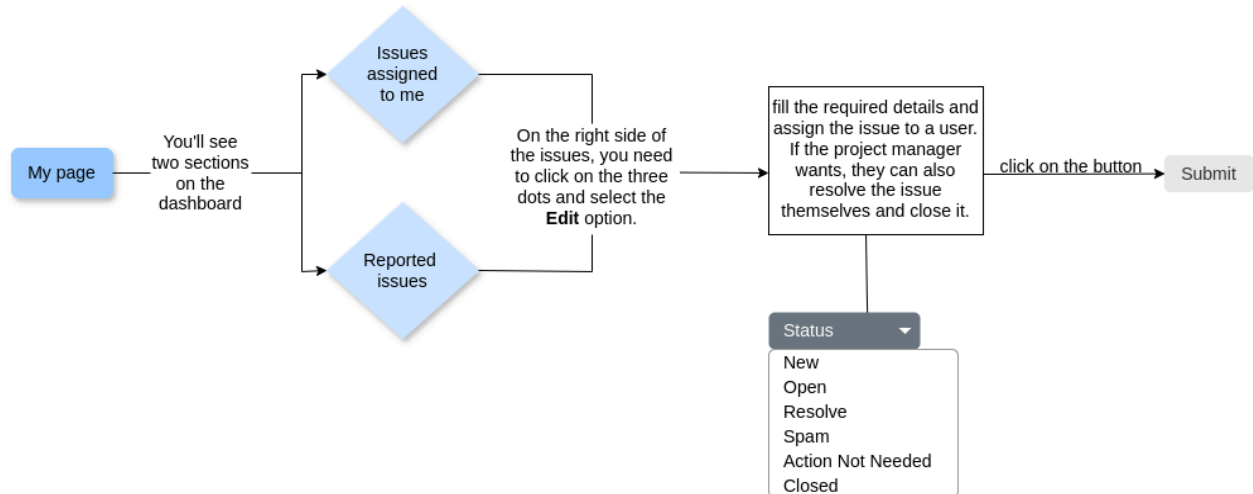 My page
You'll see
two sections
on the
dashboard
Issues
assigned
to me
Reported
issues
On the right side of
the issues, you need
to click on the three
dots and select the
Edit option.
fill the required details and
assign the issue to a user.
If the project manager
wants, they can also
resolve the issue
themselves and close it.
click on the button
Submit
Status
New
Open
Resolve
Spam
Action Not Needed
Closed